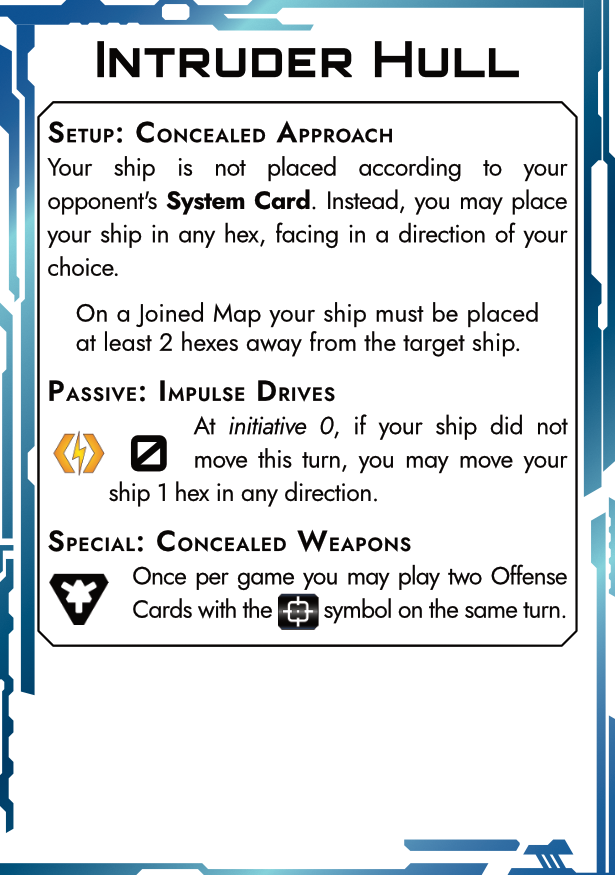 Intruder Hull
Setup: Concealed Approach
Your ship is not placed according to your
opponent's System Card. Instead, you may place
your ship in any hex, facing in a direction of your
choice.
On a Joined Map your ship must be placed
at least 2 hexes away from the target ship.
Passive: Impulse Drives
At initiative 0, if your ship did not
0 move this turn, you may move your
ship 1 hex in any direction.
Special: Concealed Weapons
Once per game you may play two Offense
Cards with the symbol on the same turn.